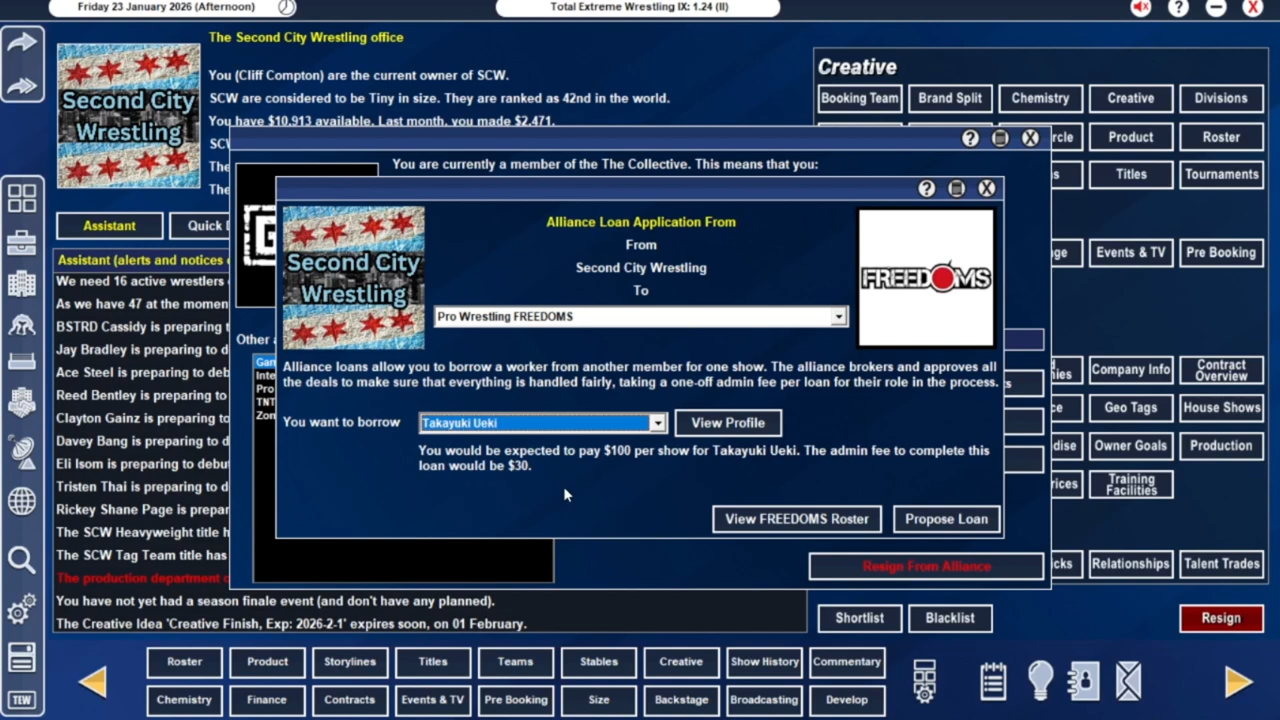 Friday 23 January 2026 (Afternoon)
Total Extreme Wrestling IX: 1.24 (II)
The Second City Wrestling office
Second City
Wrestling
You (Cliff Compton) are the current owner of SCW.
SCW are considered to be Tiny in size. They are ranked as 42nd in the world.
You have $10,913 available. Last month, you made $2,471.
Creative
Booking Team
Brand Split
Chemistry
Creative
Divisions
Product
Roster
Titles
Tournaments
Events & TV
Pre Booking
Assistant
Assistant (alerts and notices
We need 16 active wrestlers
As we have 47 at the momen
BSTRD Cassidy is preparing t
Jay Bradley is preparing to d
Ace Steel is preparing to deb
Reed Bentley is preparing to
Clayton Gainz is preparing to
Davey Bang is preparing to d
Eli Isom is preparing to debu
Tristen Thai is preparing to d
Rickey Shane Page is prepar
The SCW Heavyweight title h
The SCW Tag Team title has
The production department
You have not yet had a season finale event (and don't have any planned).
The Creative Idea 'Creative Finish, Exp: 2026-2-1' expires soon, on 01 February.
You are currently a member of the The Collective. This means that you:
Alliance Loan Application From
From
Second City Wrestling
To
Pro Wrestling FREEDOMS
Second City
Wrestling
FREEDOMS
Alliance loans allow you to borrow a worker from another member for one show. The alliance brokers and approves all
the deals to make sure that everything is handled fairly, taking a one-off admin fee per loan for their role in the process.
You want to borrow
Takayuki Ueki
View Profile
You would be expected to pay $100 per show for Takayuki Ueki. The admin fee to complete this
loan would be $30.
View FREEDOMS Roster
Propose Loan
Resign From Alliance
Company Info
Contract
Overview
Geo Tags
House Shows
Owner Goals
Production
Training
Facilities
Relationships
Talent Trades
Shortlist
Blacklist
Resign
Roster
Product
Storylines
Titles
Teams
Stables
Creative
Show History
Commentary
Chemistry
Finance
Contracts
Events & TV
Pre Booking
Size
Backstage
Broadcasting
Develop
TEW